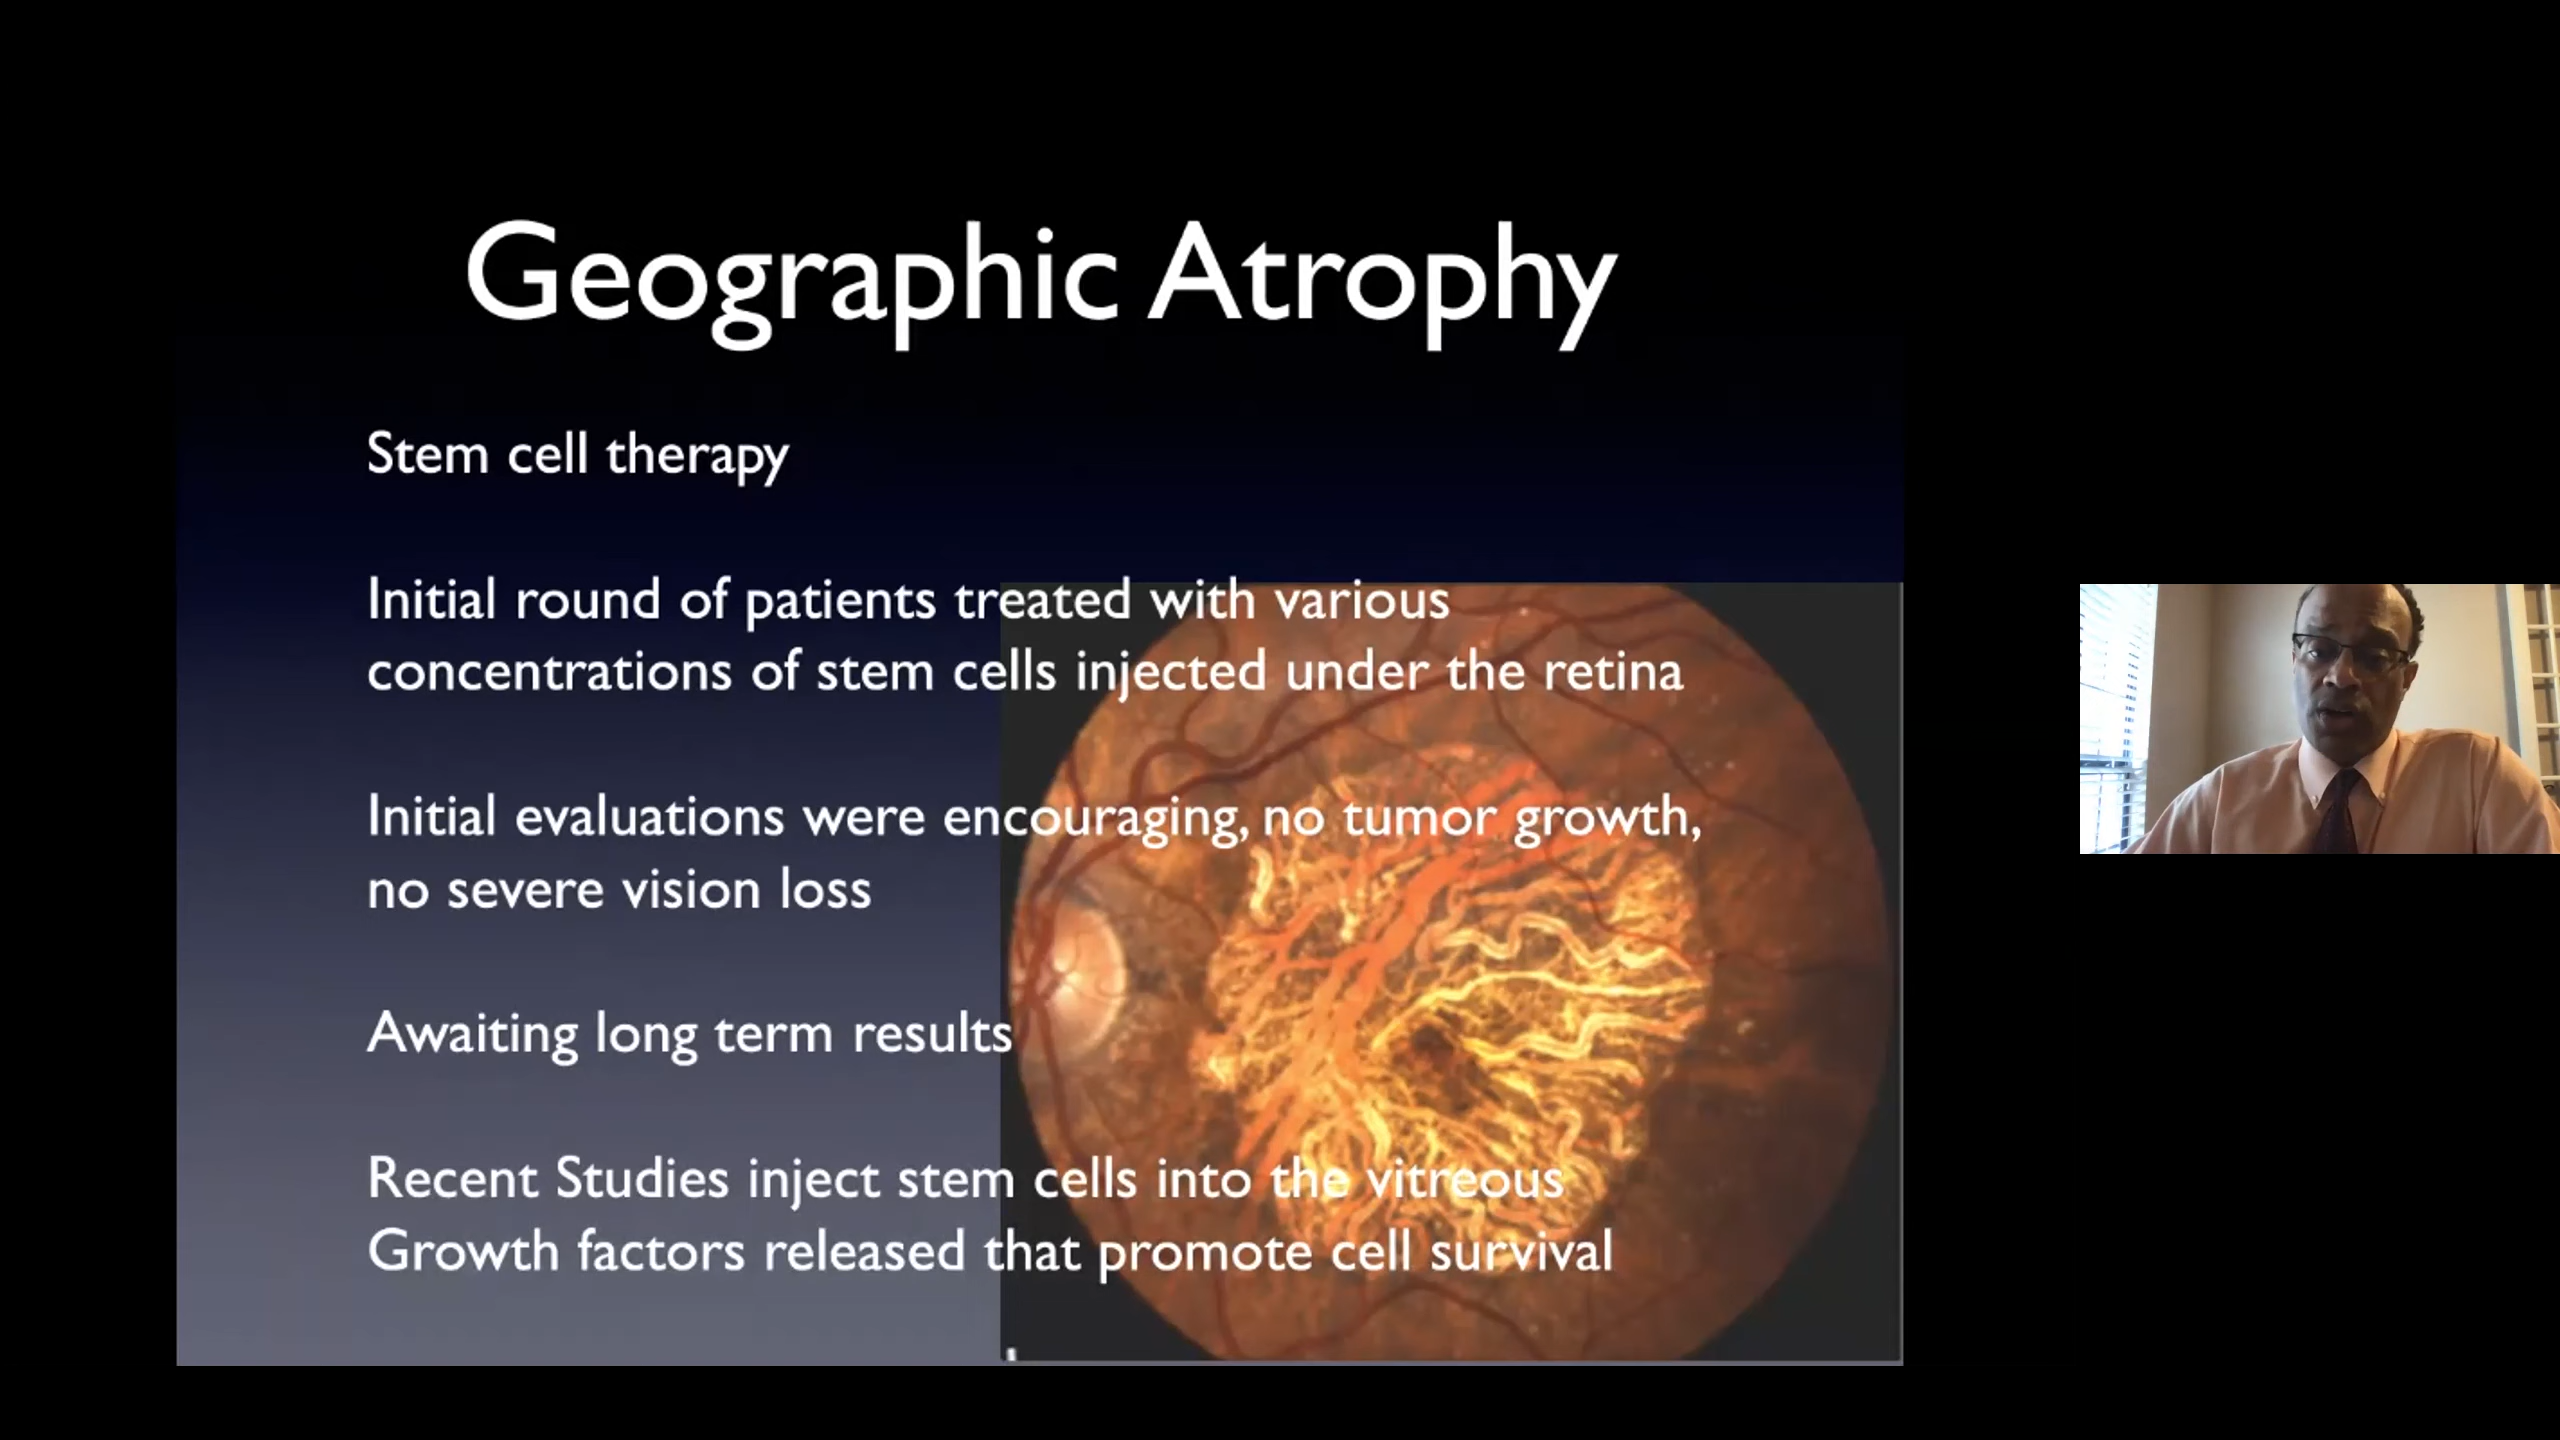 Geographic Atrophy
Stem cell therapy
Initial round of patients treated with various
concentrations of stem cells injected under the retina
Initial evaluations were encouraging, no tumor growth,
no severe vision loss
Awaiting long term results
Recent Studies inject stem cells into the vitreous
Growth factors released that promote cell survival